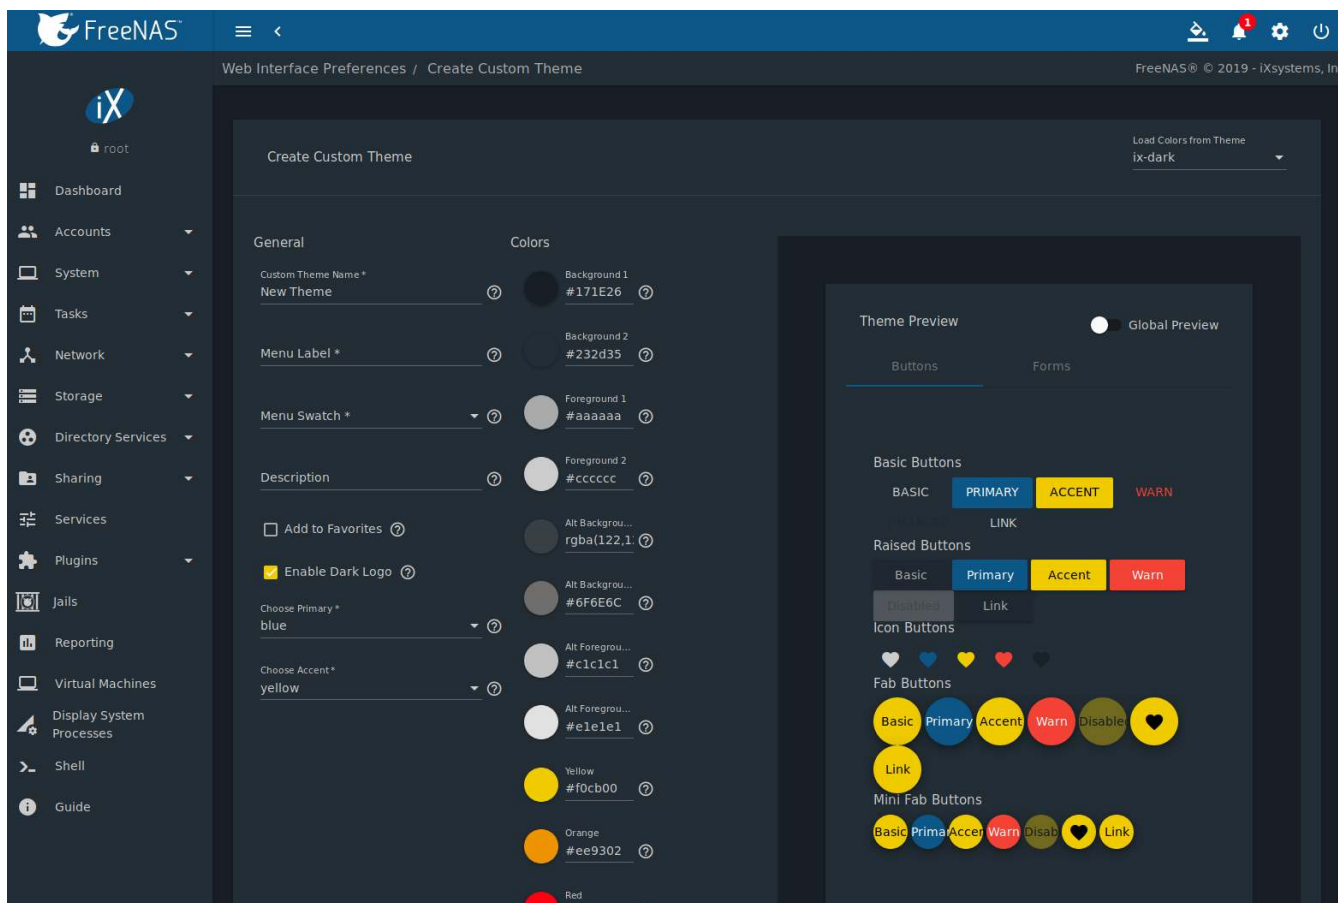 FreeNAS™
1
Web Interface Preferences / Create Custom Theme
FreeNAS® © 2019 - iXsystems, In
iX
root
Dashboard
Accounts
System
Tasks
Network
Storage
Directory Services
Sharing
Services
Plugins
Jails
Reporting
Virtual Machines
Display System
Processes
Shell
Guide
Create Custom Theme
Load Colors from Theme
ix-dark
General
Custom Theme Name *
New Theme
Menu Label *
Menu Swatch *
Description
Add to Favorites
Enable Dark Logo
Choose Primary *
blue
Choose Accent *
yellow
Colors
Background 1
#171E26
Background 2
#232d35
Foreground 1
#aaaaaa
Foreground 2
#cccccc
Alt Backgrou...
rgba(122,1
Alt Backgrou...
#6F6E6C
Alt Foregrou...
#c1c1c1
Alt Foregrou...
#e1e1e1
Yellow
#f0cb00
Orange
#ee9302
Red
Theme Preview
Global Preview
Buttons Forms
Basic Buttons
BASIC PRIMARY ACCENT WARN
LINK
Raised Buttons
Basic Primary Accent Warn
Disabled Link
Icon Buttons
Fab Buttons
Basic Primary Accent Warn Disable
Link
Mini Fab Buttons
Basic Prima Accer Warn Disab Link